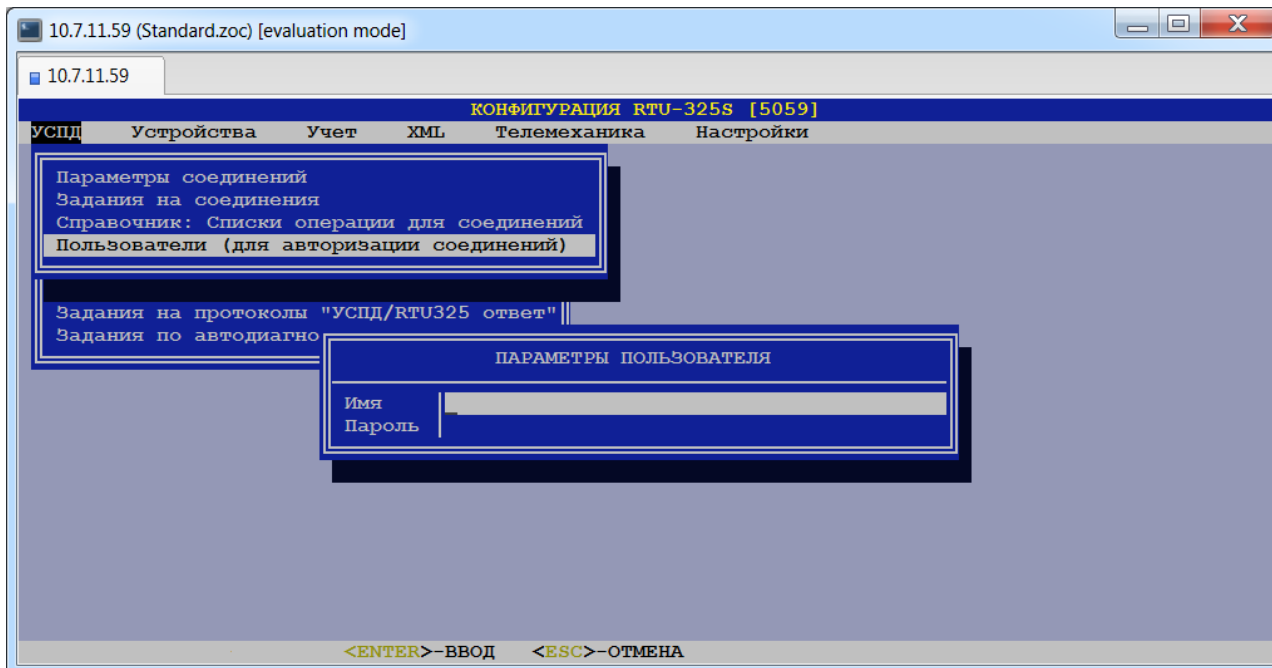 10.7.11.59 (Standard.zoc) [evaluation mode]
10.7.11.59
КОНФИГУРАЦИЯ RTU-325S [5059]
УСПД Устройства Учет XML Телемеханика Настройки
Параметры соединений
Задания на соединения
Справочник: Списки операции для соединений
Пользователи (для авторизации соединений)
Задания на протоколы "УСПД/RTU325 ответ"
Задания по автодиагно
ПАРАМЕТРЫ ПОЛЬЗОВАТЕЛЯ
Имя
Пароль
<ENTER>-ВВОД <ESC>-ОТМЕНА